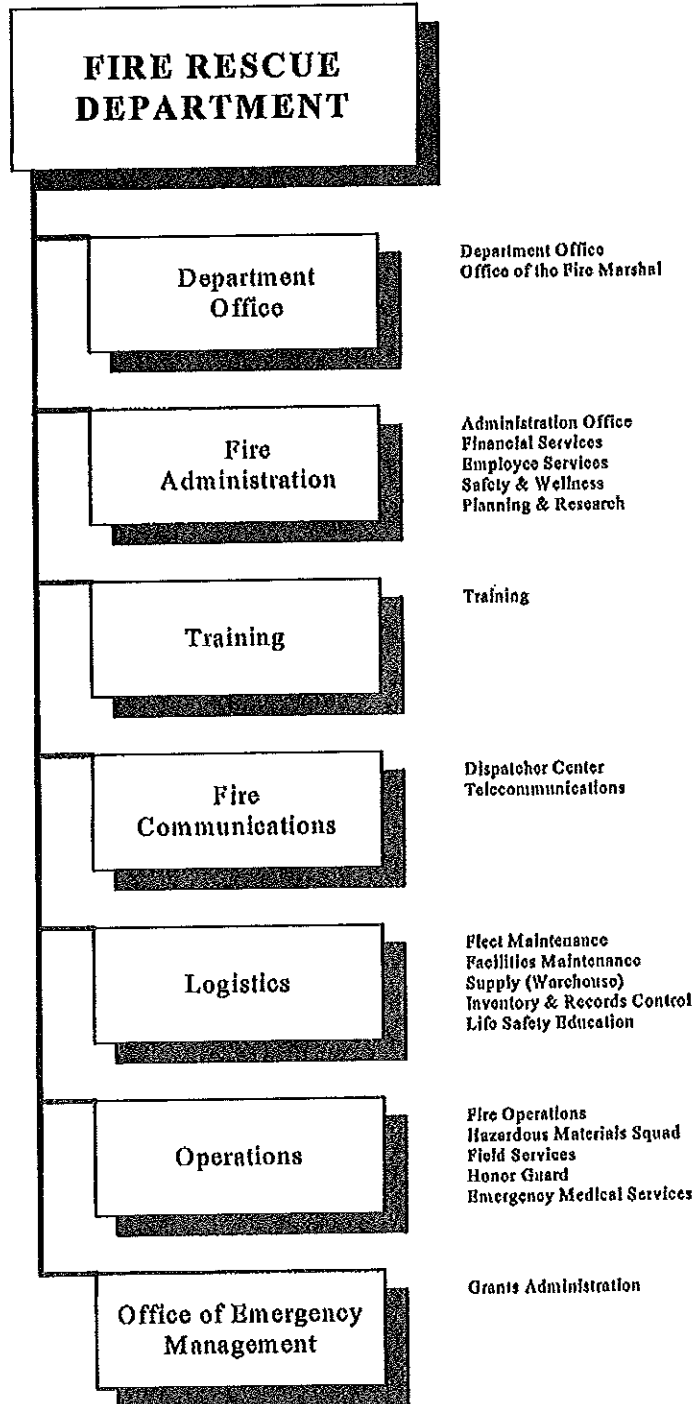 FIRE RESCUE
DEPARTMENT
Department
Office
Department Office
Office of the Fire Marshal
Fire
Administration
Administration Office
Financial Services
Employee Services
Safety & Wellness
Planning & Research
Training
Training
Fire
Communications
Dispatcher Center
Telecommunications
Logistics
Fleet Maintenance
Facilities Maintenance
Supply (Warehouse)
Inventory & Records Control
Life Safety Education
Operations
Fire Operations
Hazardous Materials Squad
Field Services
Honor Guard
Emergency Medical Services
Office of Emergency
Management
Grants Administration